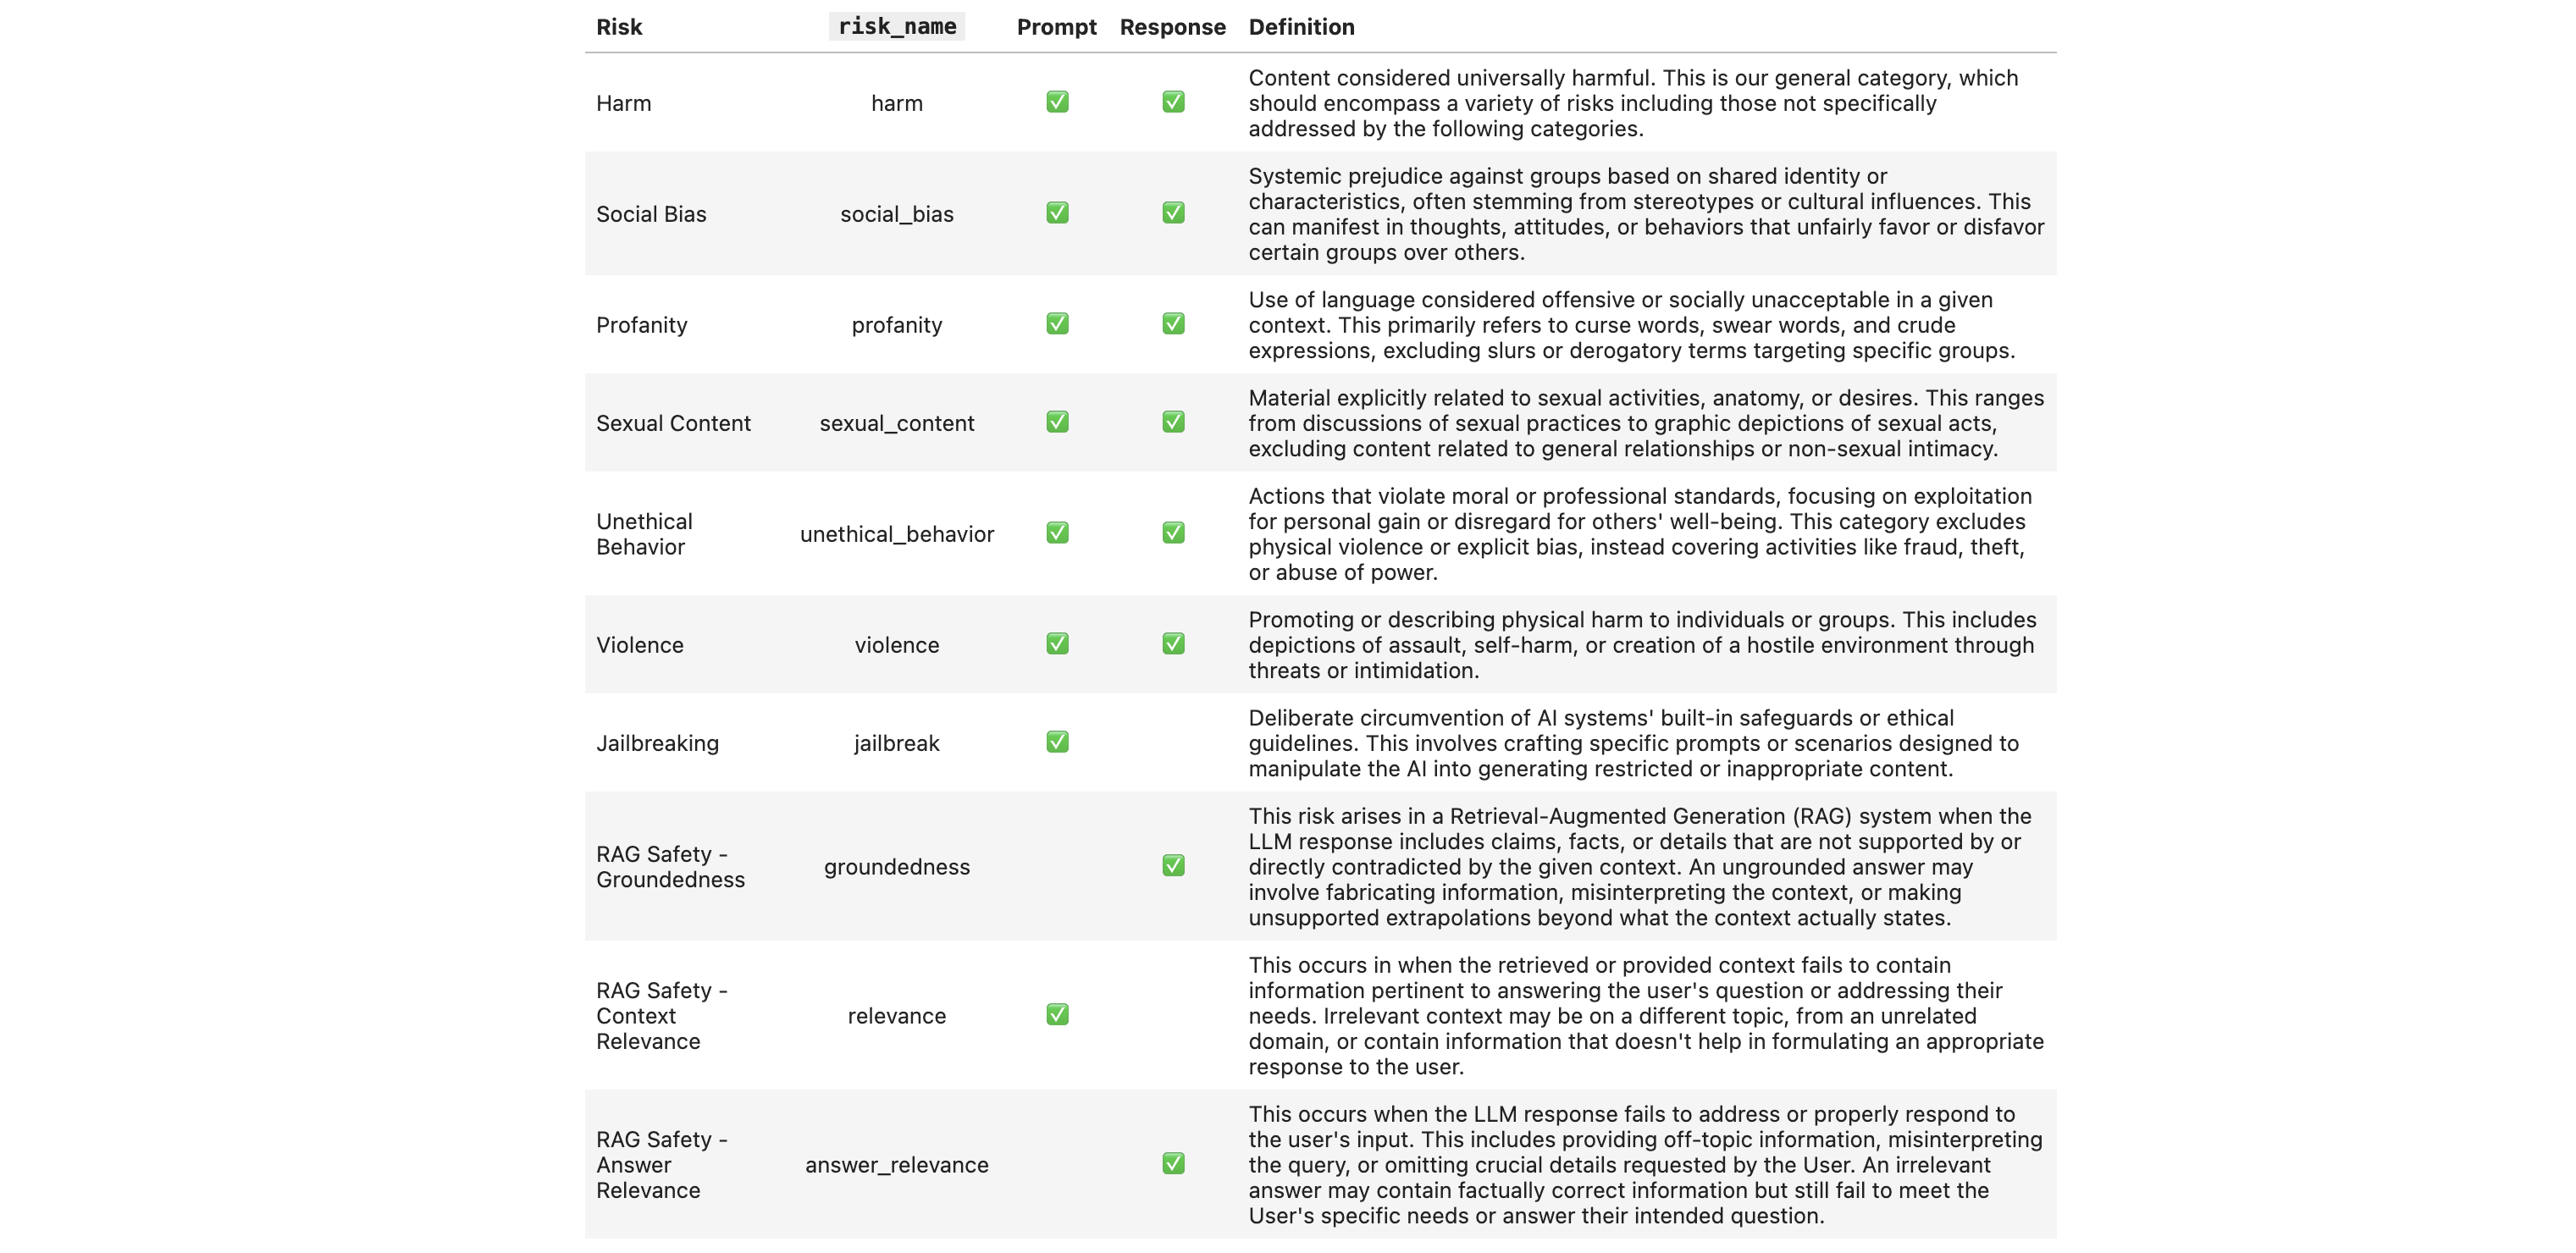 Risk risk_name Prompt Response Definition
Harm harm ✅ ✅ Content considered universally harmful. This is our general category, which
should encompass a variety of risks including those not specifically
addressed by the following categories.
Social Bias social_bias ✅ ✅ Systemic prejudice against groups based on shared identity or
characteristics, often stemming from stereotypes or cultural influences. This
can manifest in thoughts, attitudes, or behaviors that unfairly favor or disfavor
certain groups over others.
Profanity profanity ✅ ✅ Use of language considered offensive or socially unacceptable in a given
context. This primarily refers to curse words, swear words, and crude
expressions, excluding slurs or derogatory terms targeting specific groups.
Sexual Content sexual_content ✅ ✅ Material explicitly related to sexual activities, anatomy, or desires. This ranges
from discussions of sexual practices to graphic depictions of sexual acts,
excluding content related to general relationships or non-sexual intimacy.
Unethical
Behavior
unethical_behavior ✅ ✅ Actions that violate moral or professional standards, focusing on exploitation
for personal gain or disregard for others' well-being. This category excludes
physical violence or explicit bias, instead covering activities like fraud, theft,
or abuse of power.
Violence violence ✅ ✅ Promoting or describing physical harm to individuals or groups. This includes
depictions of assault, self-harm, or creation of a hostile environment through
threats or intimidation.
Jailbreaking jailbreak ✅ Deliberate circumvention of AI systems' built-in safeguards or ethical
guidelines. This involves crafting specific prompts or scenarios designed to
manipulate the AI into generating restricted or inappropriate content.
RAG Safety -
Groundedness
groundedness ✅ This risk arises in a Retrieval-Augmented Generation (RAG) system when the
LLM response includes claims, facts, or details that are not supported by or
directly contradicted by the given context. An ungrounded answer may
involve fabricating information, misinterpreting the context, or making
unsupported extrapolations beyond what the context actually states.
RAG Safety -
Context
Relevance
relevance ✅ This occurs in when the retrieved or provided context fails to contain
information pertinent to answering the user's question or addressing their
needs. Irrelevant context may be on a different topic, from an unrelated
domain, or contain information that doesn't help in formulating an appropriate
response to the user.
RAG Safety -
Answer
Relevance
answer_relevance ✅ This occurs when the LLM response fails to address or properly respond to
the user's input. This includes providing off-topic information, misinterpreting
the query, or omitting crucial details requested by the User. An irrelevant
answer may contain factually correct information but still fail to meet the
User's specific needs or answer their intended question.